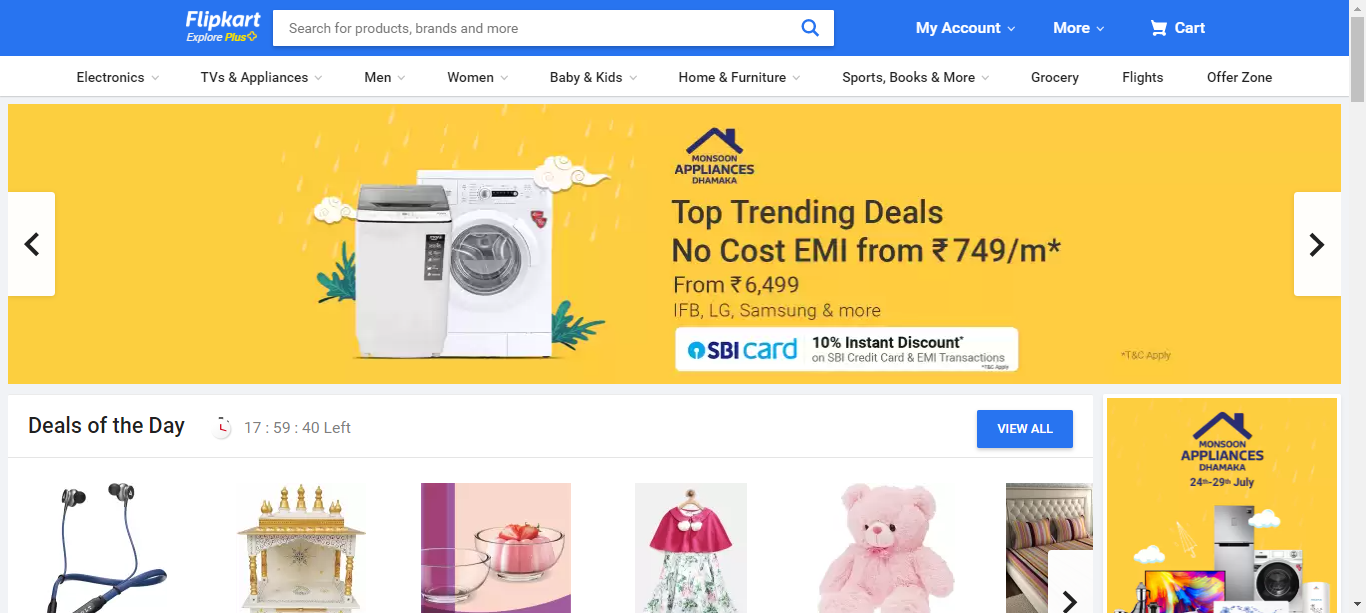 Flipkart
Explore Plus
Search for products, brands and more
My Account
More
Cart
Electronics
TVs & Appliances
Men
Women
Baby & Kids
Home & Furniture
Sports, Books & More
Grocery
Flights
Offer Zone
MONSOON
APPLIANCES
DHAMAKA
Top Trending Deals
No Cost EMI from ₹749/m*
From ₹6,499
IFB, LG, Samsung & more
SBI card
10% Instant Discount*
on SBI Credit Card & EMI Transactions
*T&C Apply
*T&C Apply
Deals of the Day
17 : 59 : 40 Left
VIEW ALL
MONSOON
APPLIANCES
DHAMAKA
24th-29th July